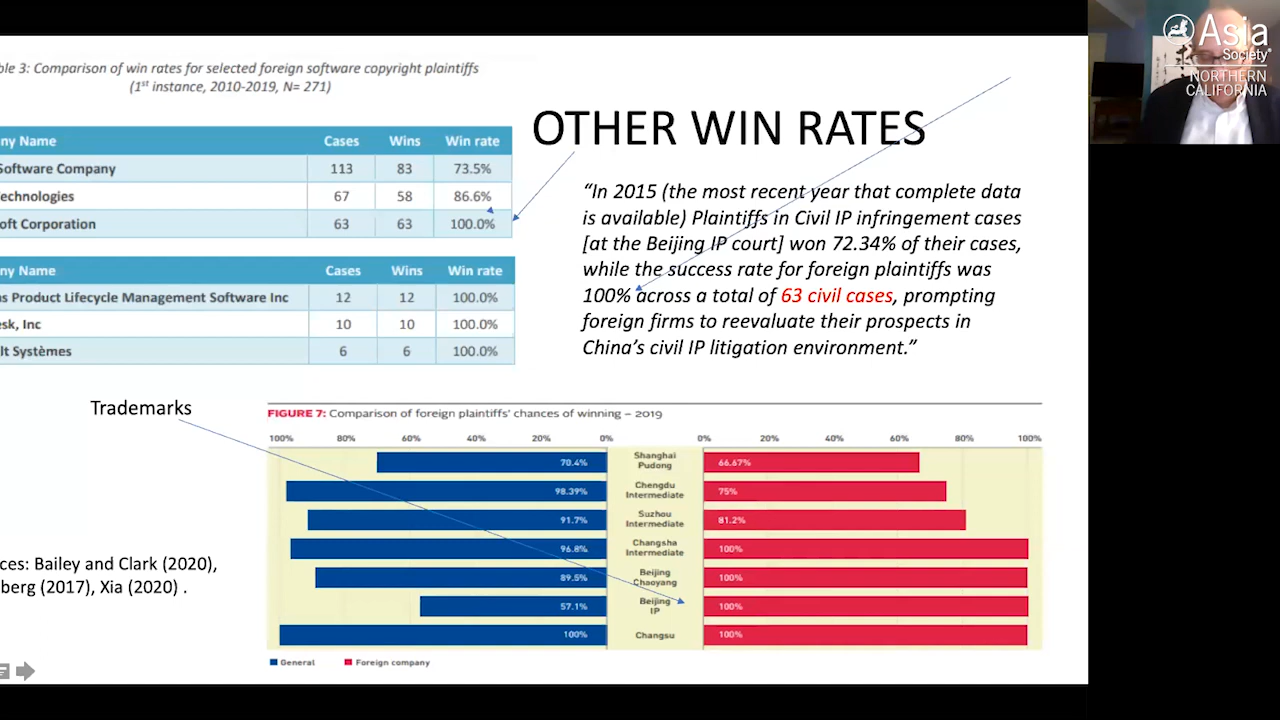 ble 3: Comparison of win rates for selected foreign software copyright plaintiffs
(1st instance, 2010-2019, N= 271)
ny Name Cases Wins Win rate
Software Company 113 83 73.5%
echnologies 67 58 86.6%
oft Corporation 63 63 100.0%
ny Name Cases Wins Win rate
ns Product Lifecycle Management Software Inc 12 12 100.0%
esk, Inc 10 10 100.0%
lt Systèmes 6 6 100.0%
OTHER WIN RATES
“In 2015 (the most recent year that complete data
is available) Plaintiffs in Civil IP infringement cases
[at the Beijing IP court] won 72.34% of their cases,
while the success rate for foreign plaintiffs was
100% across a total of 63 civil cases, prompting
foreign firms to reevaluate their prospects in
China’s civil IP litigation environment.”
Trademarks
FIGURE 7: Comparison of foreign plaintiffs’ chances of winning – 2019
100% 80% 60% 40% 20% 0% 0% 20% 40% 60% 80% 100%
70.4% Shanghai Pudong 66.67%
98.39% Chengdu Intermediate 75%
91.7% Suzhou Intermediate 81.2%
96.8% Changsha Intermediate 100%
89.5% Beijing Chaoyang 100%
57.1% Beijing IP 100%
100% Changsu 100%
General Foreign company
ces: Bailey and Clark (2020),
berg (2017), Xia (2020) .
Asia
Society
NORTHERN
CALIFORNIA